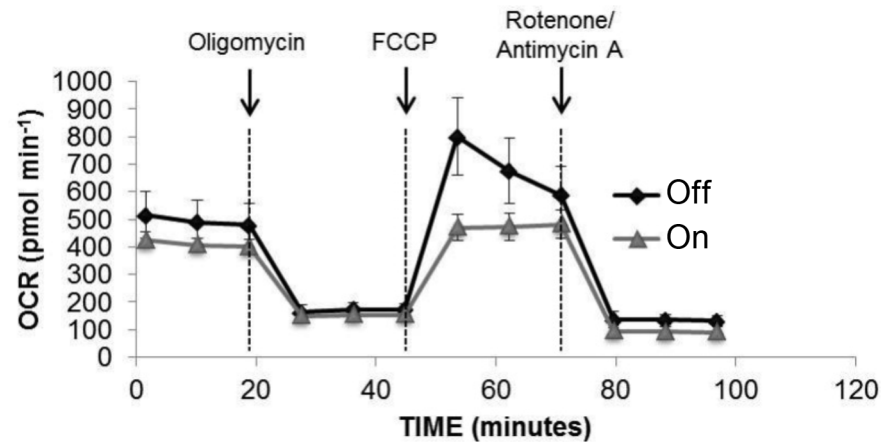 Oligomycin
FCCP
Rotenone/
Antimycin A
OCR (pmol min-1)
1000
900
800
700
600
500
400
300
200
100
0
Off
On
0 20 40 60 80 100 120
TIME (minutes)